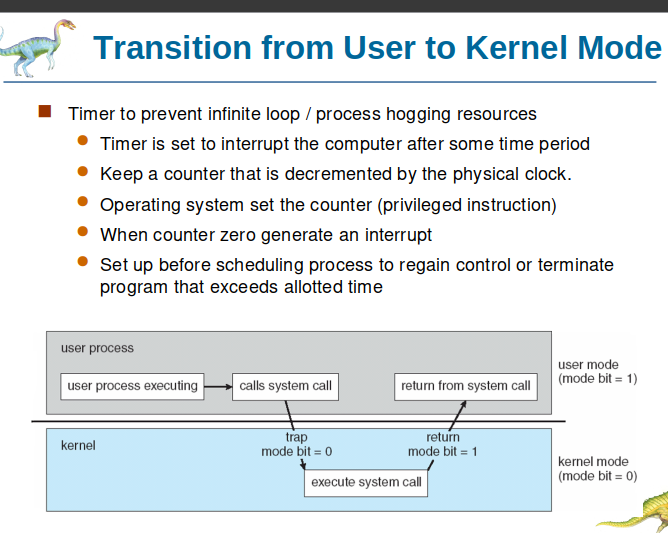 Transition from User to Kernel Mode
Timer to prevent infinite loop / process hogging resources
Timer is set to interrupt the computer after some time period
Keep a counter that is decremented by the physical clock.
Operating system set the counter (privileged instruction)
When counter zero generate an interrupt
Set up before scheduling process to regain control or terminate
program that exceeds allotted time
user process
user process executing
calls system call
return from system call
user mode
(mode bit = 1)
kernel
trap
mode bit = 0
return
mode bit = 1
execute system call
kernel mode
(mode bit = 0)